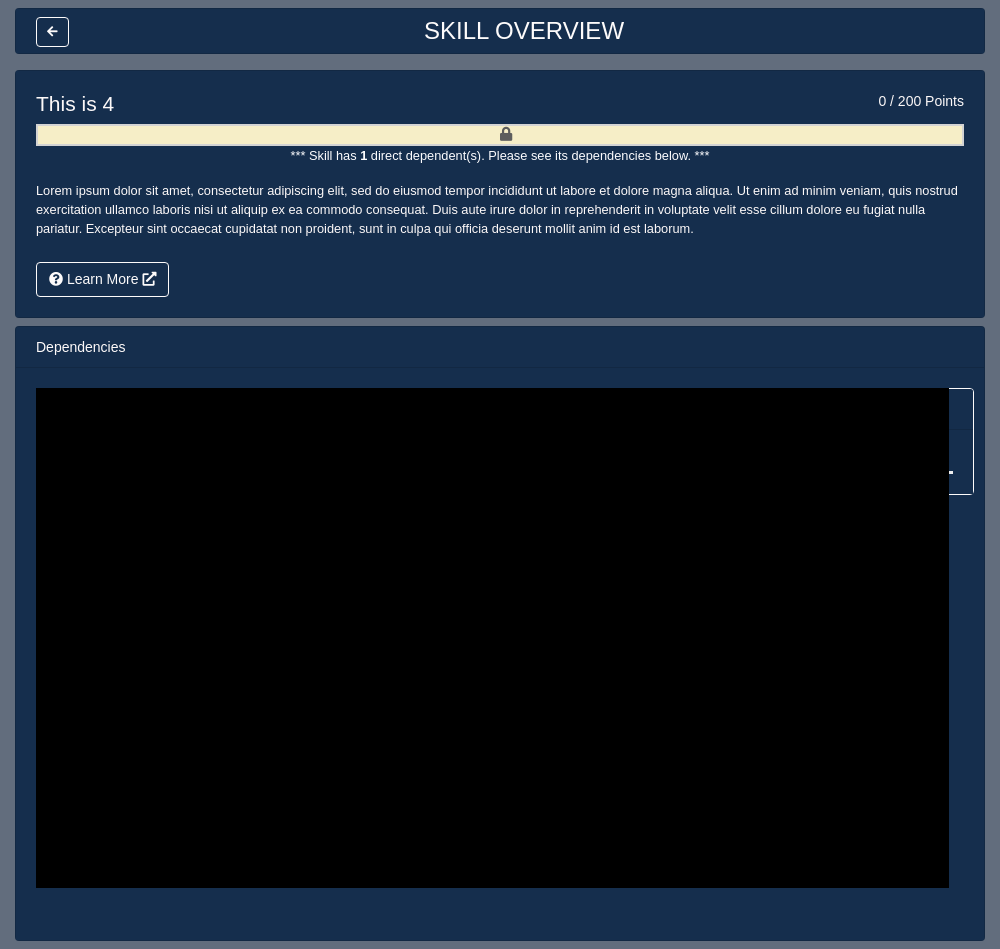 SKILL OVERVIEW
This is 4
0 / 200 Points
*** Skill has 1 direct dependent(s). Please see its dependencies below. ***
Lorem ipsum dolor sit amet, consectetur adipiscing elit, sed do eiusmod tempor incididunt ut labore et dolore magna aliqua. Ut enim ad minim veniam, quis nostrud
exercitation ullamco laboris nisi ut aliquip ex ea commodo consequat. Duis aute irure dolor in reprehenderit in voluptate velit esse cillum dolore eu fugiat nulla
pariatur. Excepteur sint occaecat cupidatat non proident, sunt in culpa qui officia deserunt mollit anim id est laborum.
Learn More
Dependencies